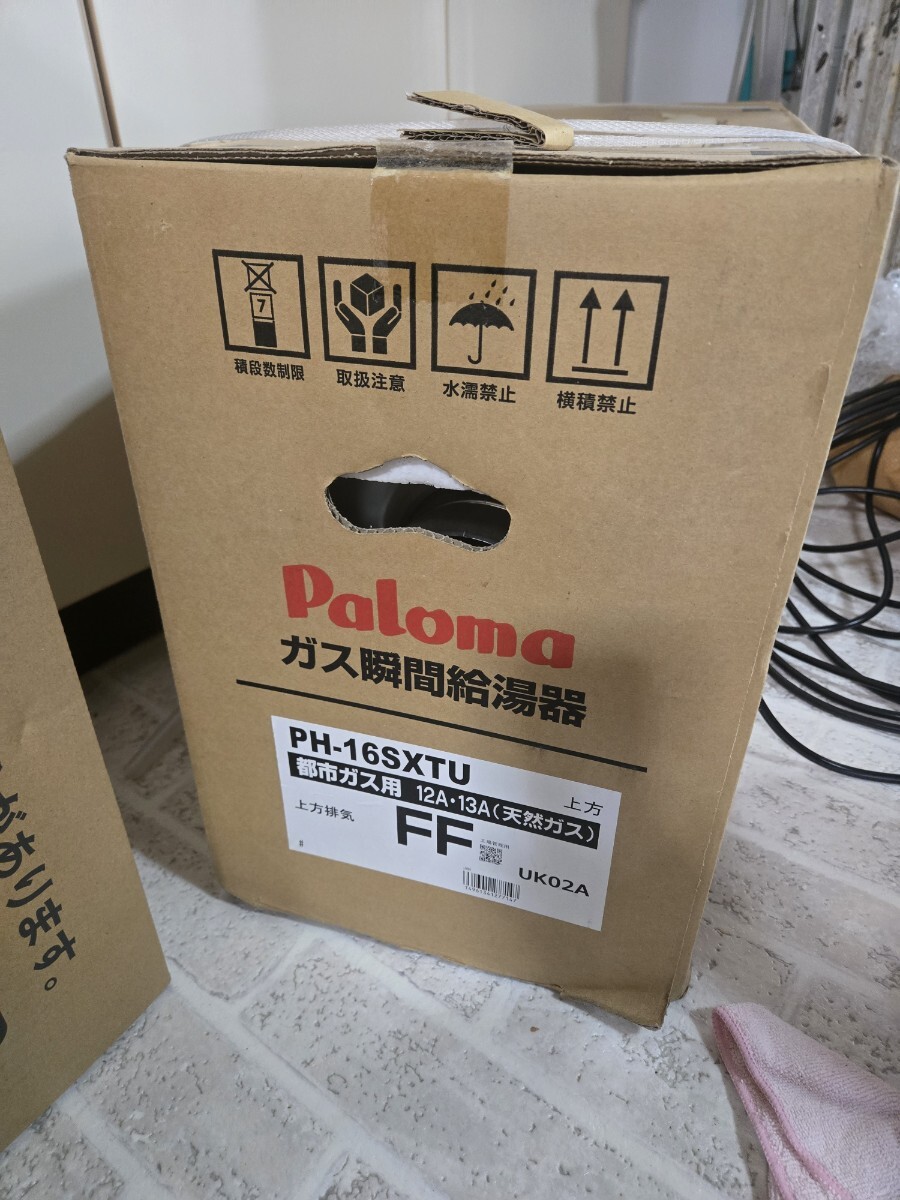 7
積段数制限
取扱注意
水濡禁止
横積禁止
Paloma
ガス瞬間給湯器
PH-16SXTU
都市ガス用 12A・13A(天然ガス)
上方
上方排気
FF
UK02A
#
があります。